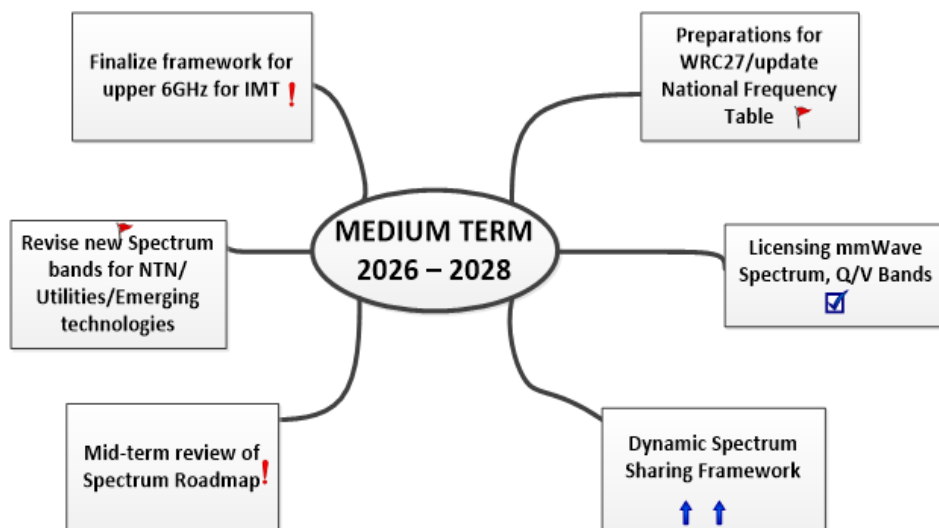 Finalize framework for
upper 6GHz for IMT
Preparations for
WRC27/update
National Frequency
Table
MEDIUM TERM
2026 – 2028
Revise new Spectrum
bands for NTN/
Utilities/Emerging
technologies
Licensing mmWave
Spectrum, Q/V Bands
Mid-term review of
Spectrum Roadmap
Dynamic Spectrum
Sharing Framework